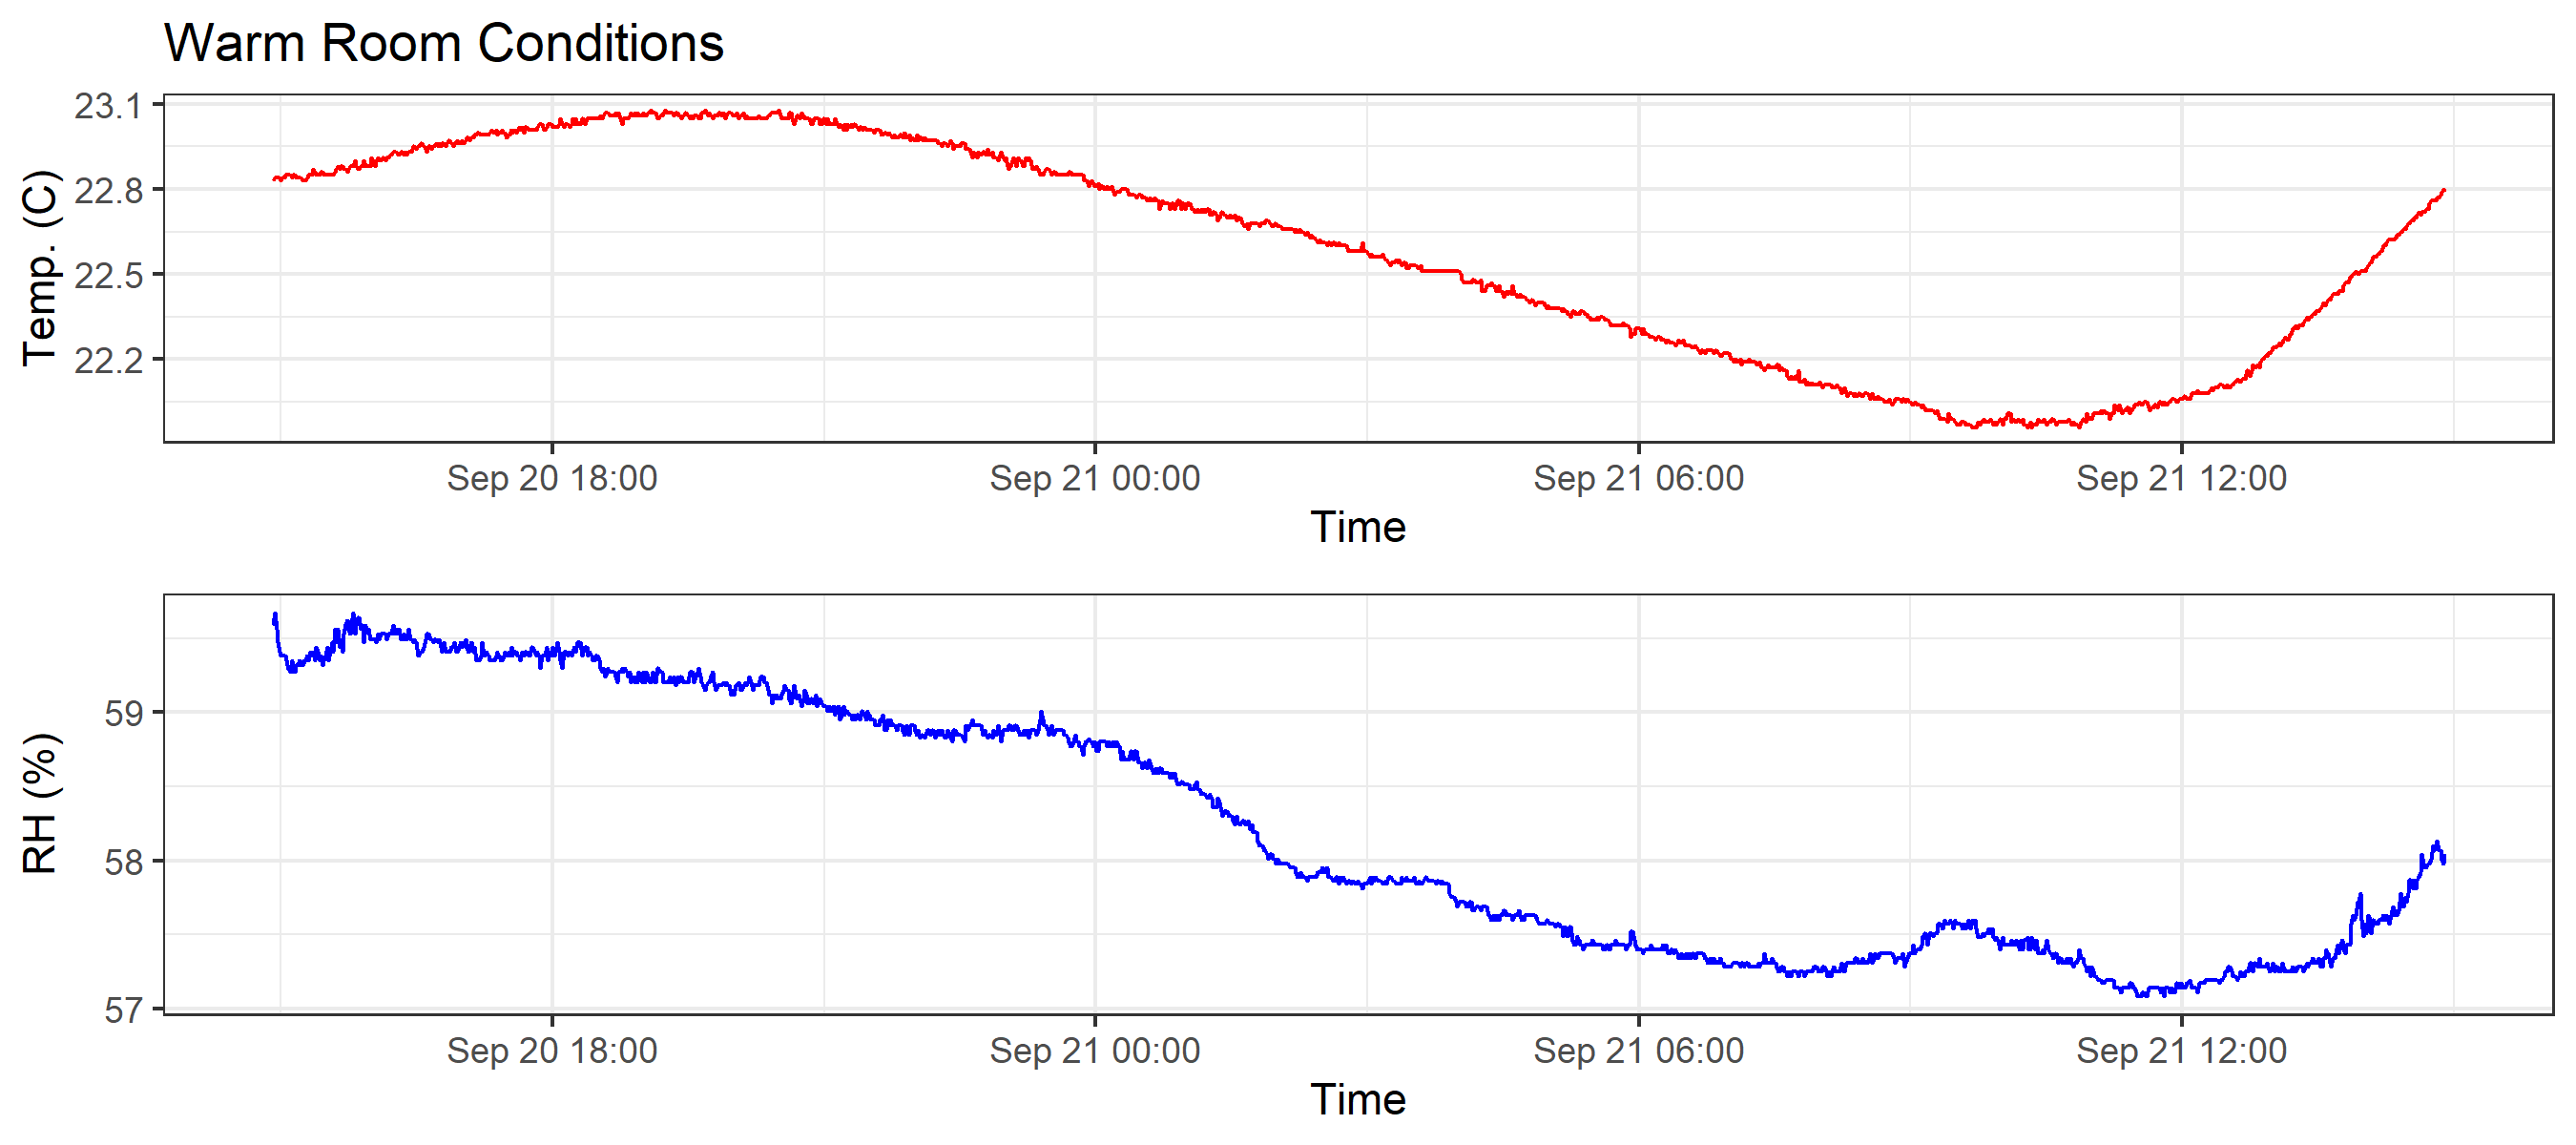 Warm Room Conditions
Temp. (C)
23.1
22.8
22.5
22.2
Sep 20 18:00 Sep 21 00:00 Sep 21 06:00 Sep 21 12:00
Time
RH (%)
59
58
57
Sep 20 18:00 Sep 21 00:00 Sep 21 06:00 Sep 21 12:00
Time